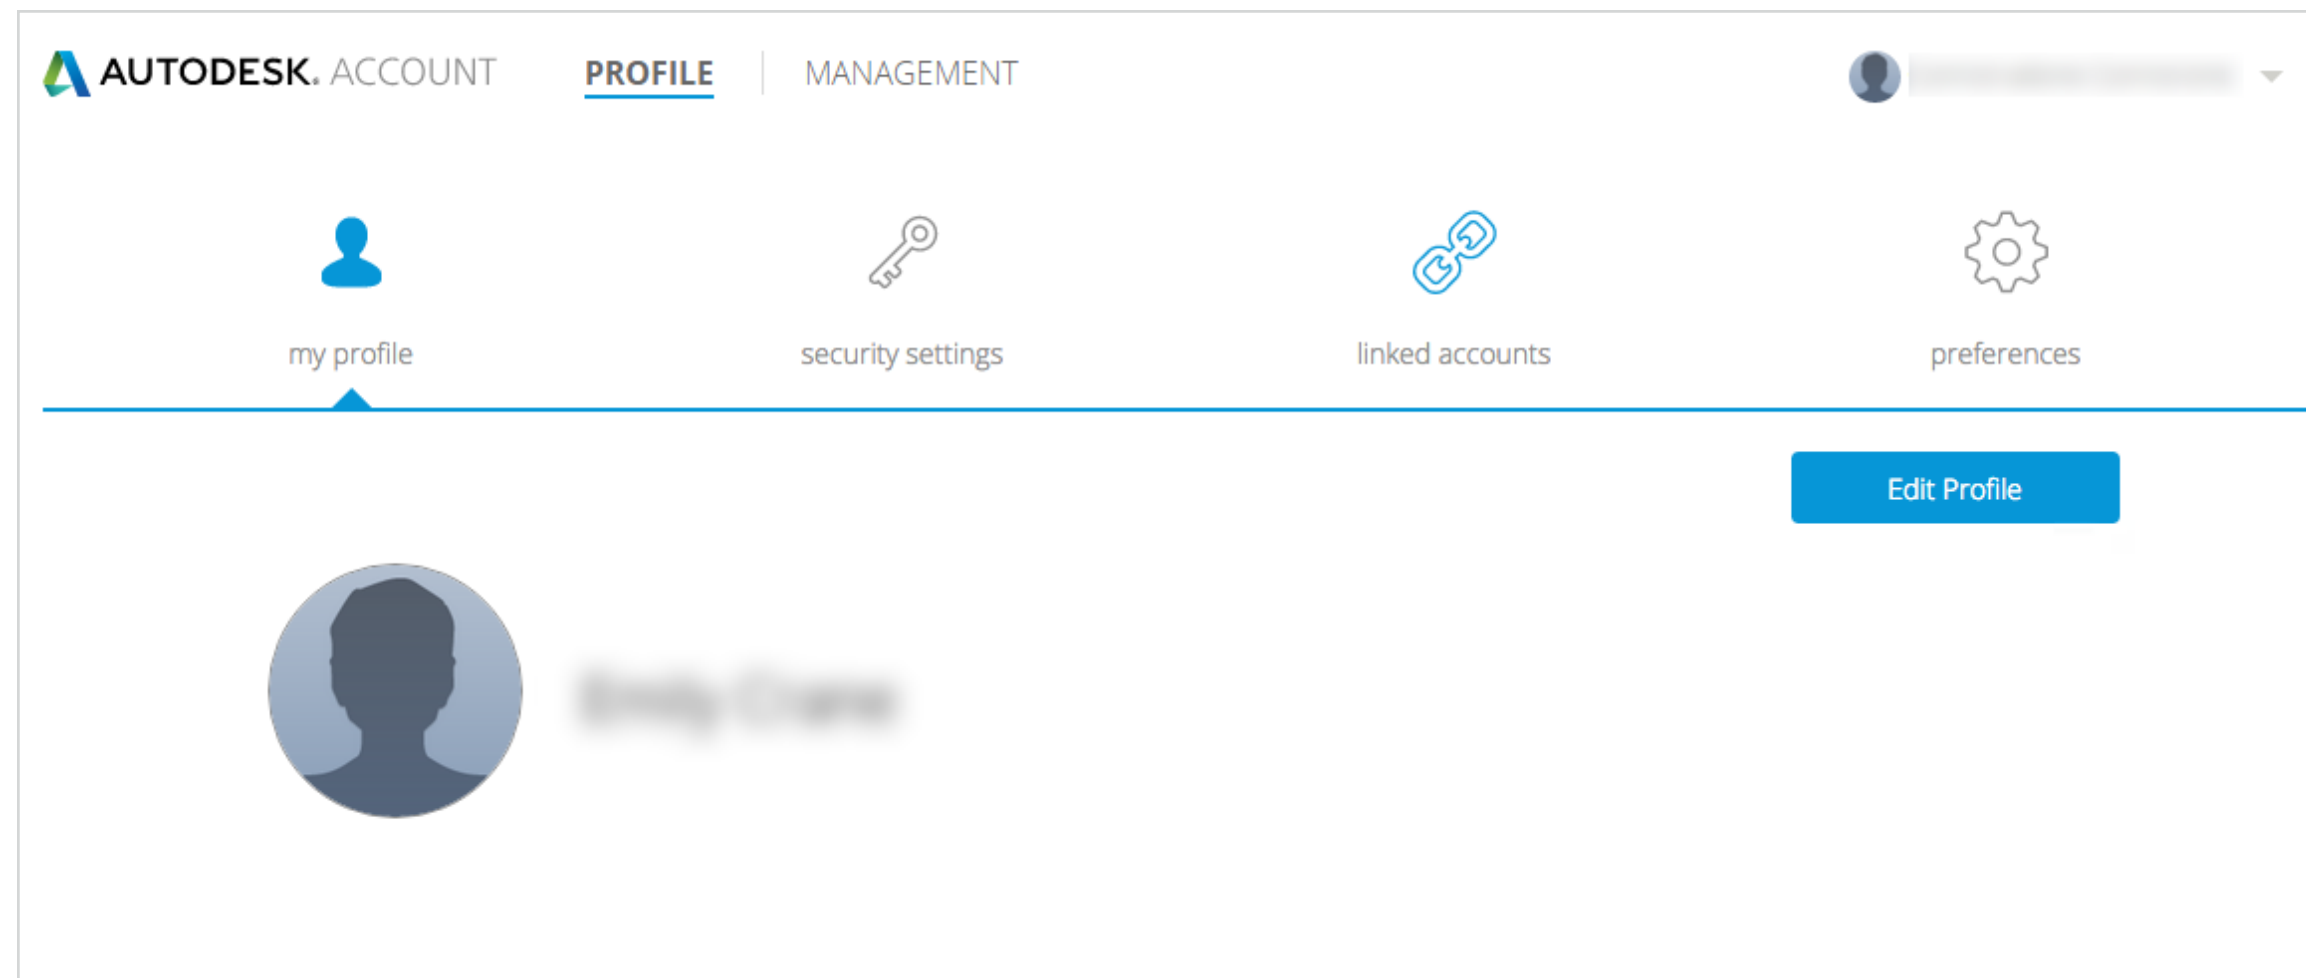 AUTODESK. ACCOUNT PROFILE MANAGEMENT
my profile security settings linked accounts preferences
Edit Profile